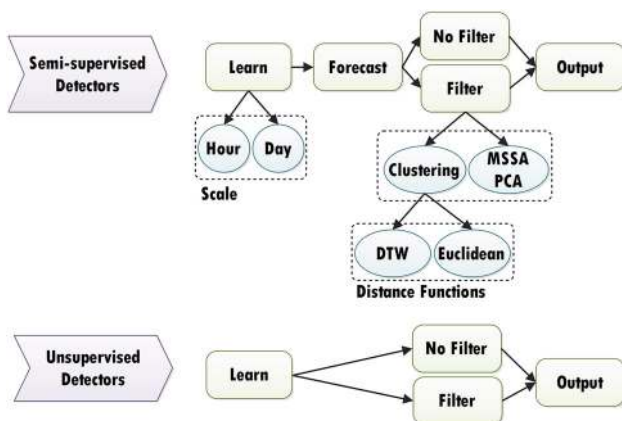 Semi-supervised
Detectors
Learn
Forecast
No Filter
Filter
Output
Hour
Day
Scale
Clustering
MSSA
PCA
DTW
Euclidean
Distance Functions
Unsupervised
Detectors
Learn
No Filter
Filter
Output